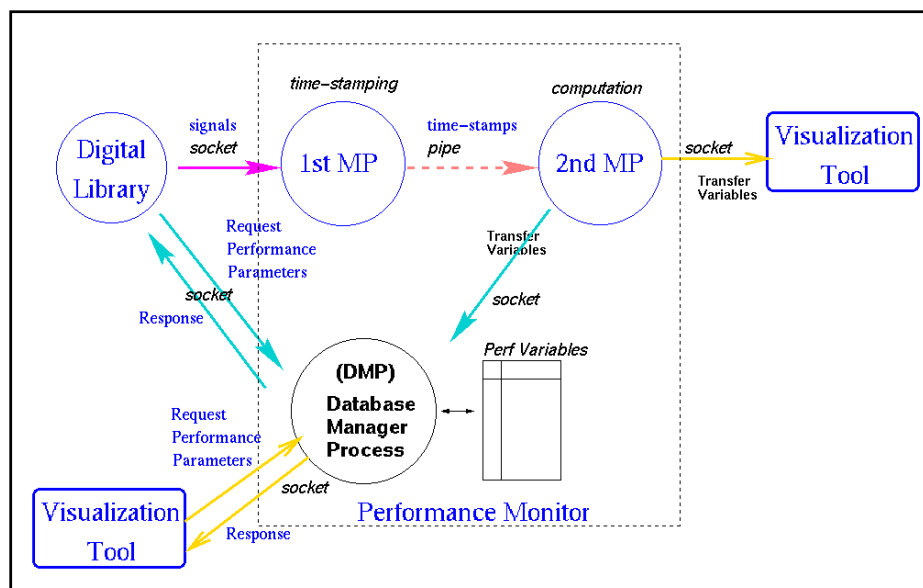 time-stamping
computation
signals
socket
time-stamps
pipe
socket
Digital
Library
1st MP
2nd MP
Visualization
Tool
Transfer
Variables
Request
Performance
Parameters
Transfer
Variables
socket
Response
socket
Perf Variables
(DMP)
Database
Manager
Process
Request
Performance
Parameters
socket
Response
Visualization
Tool
Performance Monitor